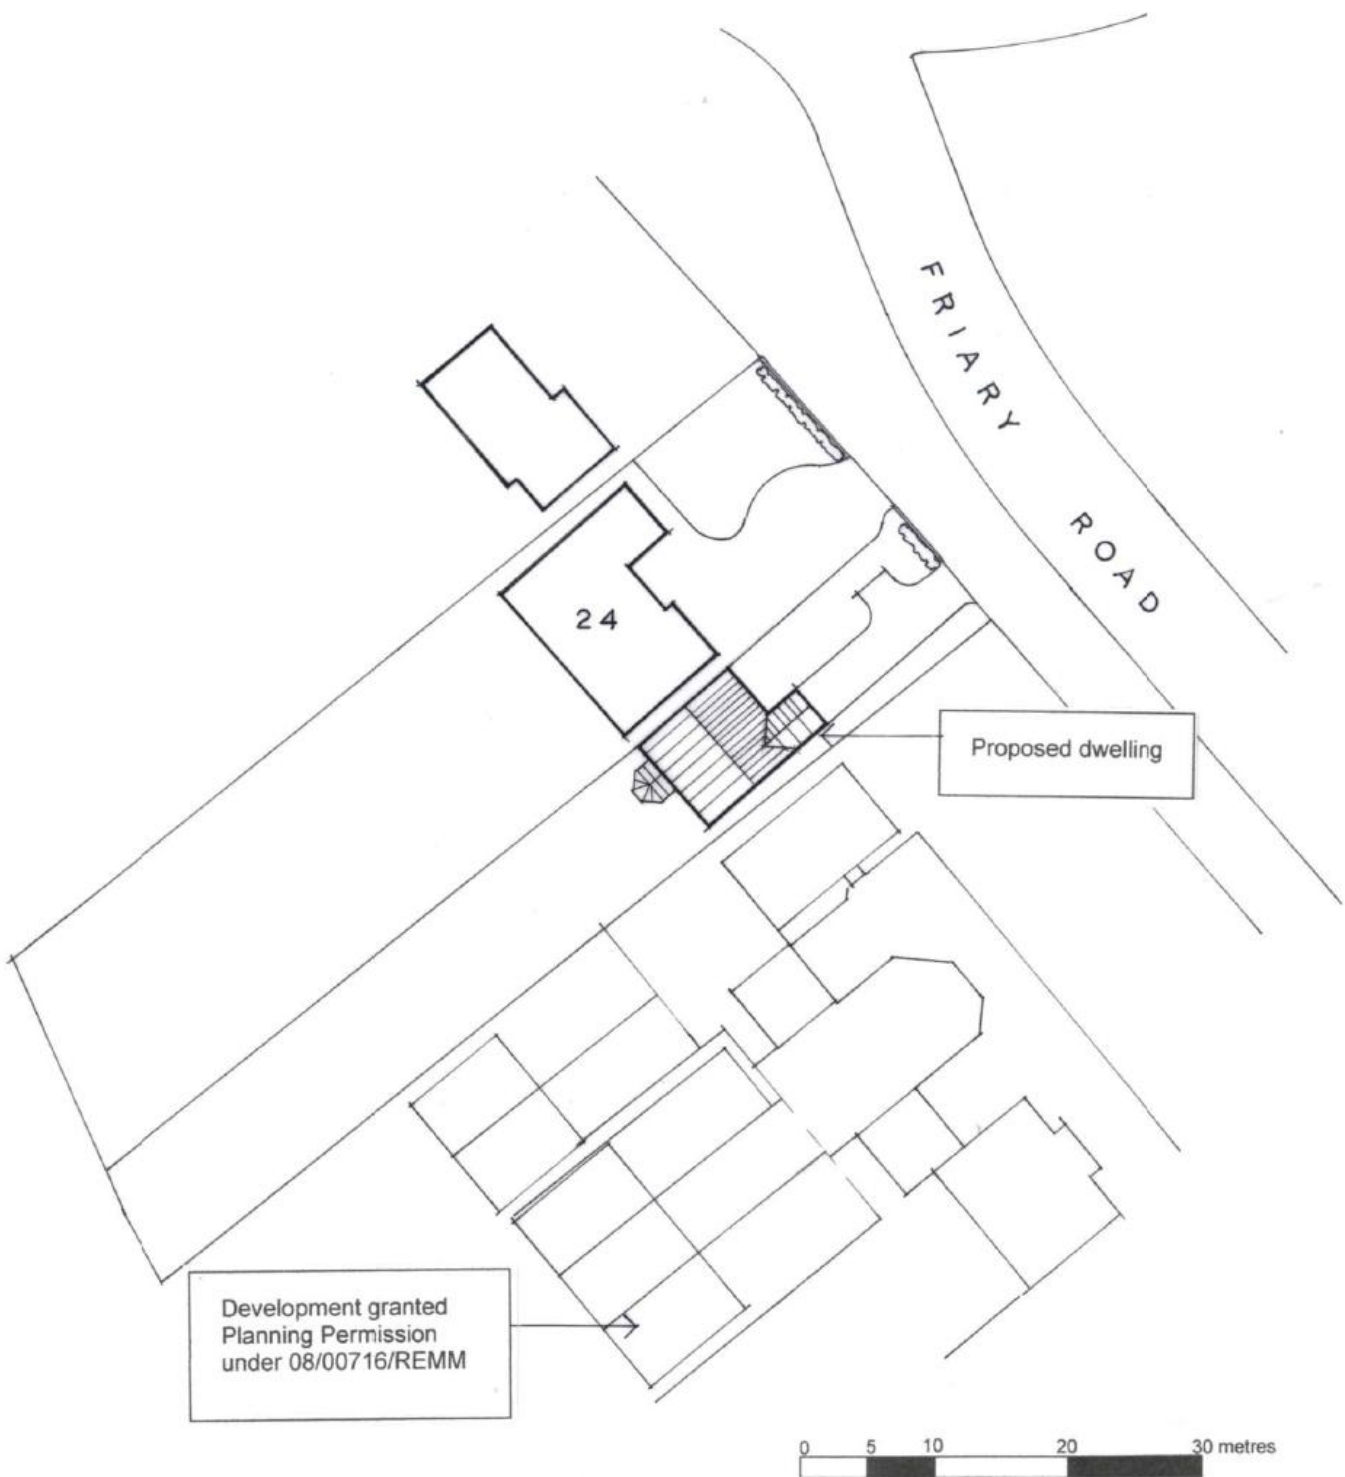 FRIARY
ROAD
24
Proposed dwelling
Development granted
Planning Permission
under 08/00716/REMM
0 5 10 20 30 metres